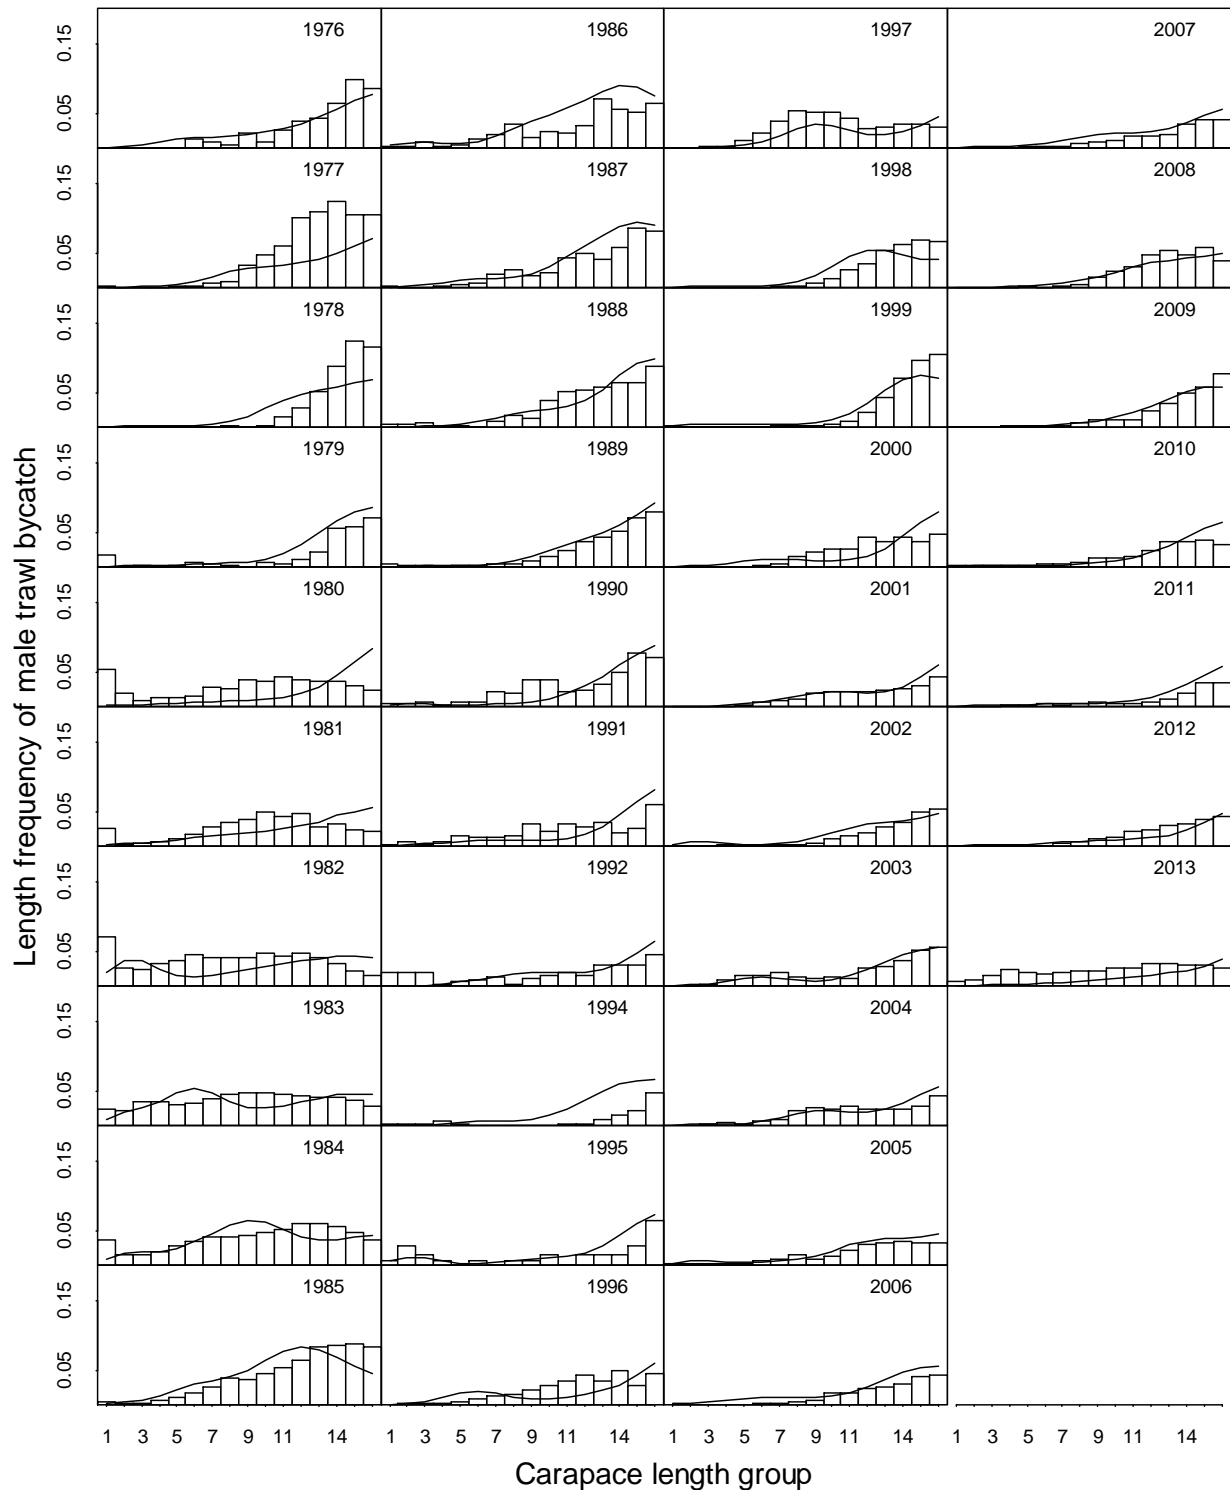 1976 1986 1997 2007
0.15
0.05
1977 1987 1998 2008
0.15
0.05
1978 1988 1999 2009
0.15
0.05
1979 1989 2000 2010
0.15
0.05
1980 1990 2001 2011
0.15
0.05
1981 1991 2002 2012
0.15
0.05
1982 1992 2003 2013
0.15
0.05
1983 1994 2004
0.15
0.05
1984 1995 2005
0.15
0.05
1985 1996 2006
0.15
0.05
Length frequency of male trawl bycatch
1 3 5 7 9 11 14 1 3 5 7 9 11 14 1 3 5 7 9 11 14 1 3 5 7 9 11 14
Carapace length group